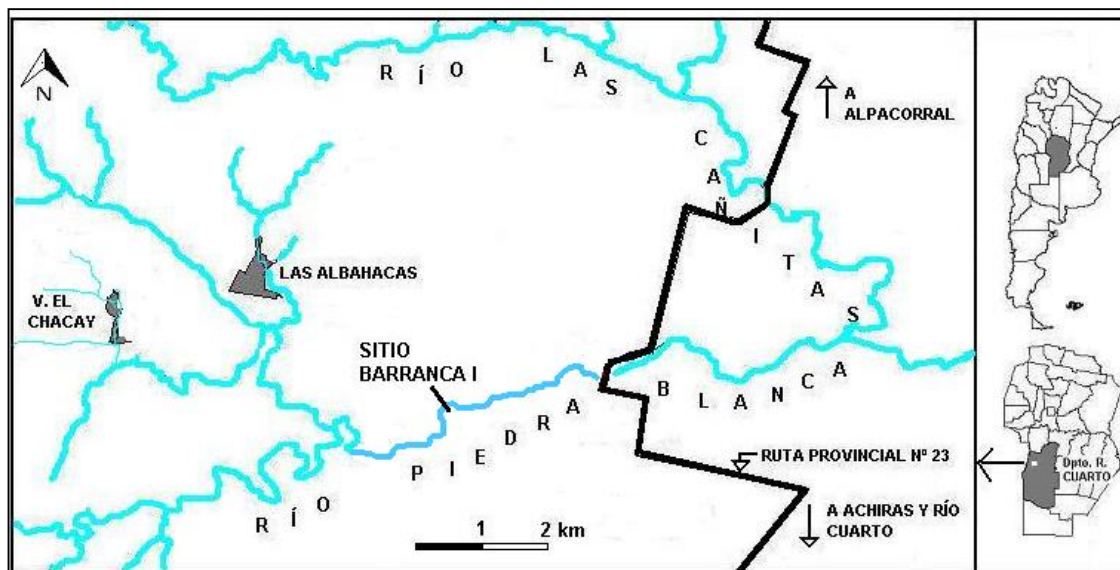 RÍO LAS CAÑITAS
A
ALPACORRAL
N
LAS ALBAHACAS
V. EL
CHACAY
SITIO
BARRANCA I
RÍO PIEDRA BLANCA
RUTA PROVINCIAL Nº 23
A ACHIRAS Y RÍO
CUARTO
1 2 km
Dpto. R.
CUARTO